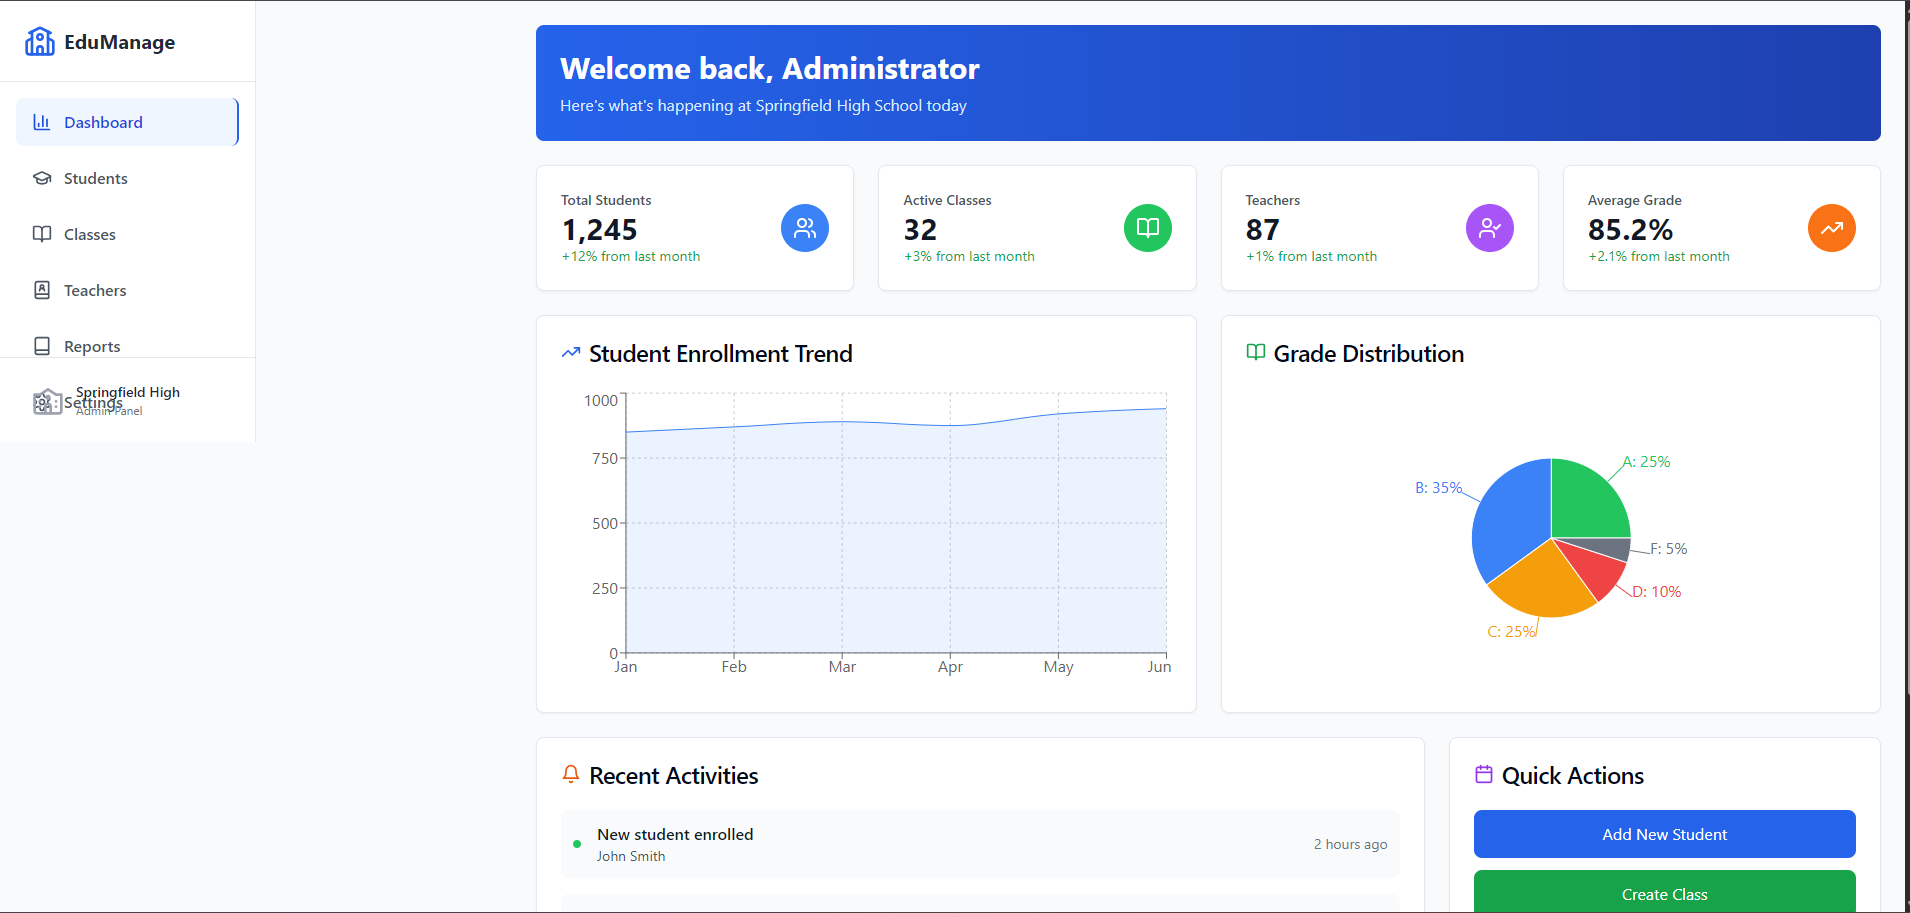 EduManage
Dashboard
Students
Classes
Teachers
Reports
Settings
Springfield High
Admin Panel
Welcome back, Administrator
Here's what's happening at Springfield High School today
Total Students
1,245
+12% from last month
Active Classes
32
+3% from last month
Teachers
87
+1% from last month
Average Grade
85.2%
+2.1% from last month
Student Enrollment Trend
1000
750
500
250
0
Jan Feb Mar Apr May Jun
Grade Distribution
A: 25%
B: 35%
F: 5%
D: 10%
C: 25%
Recent Activities
New student enrolled
John Smith
2 hours ago
Quick Actions
Add New Student
Create Class